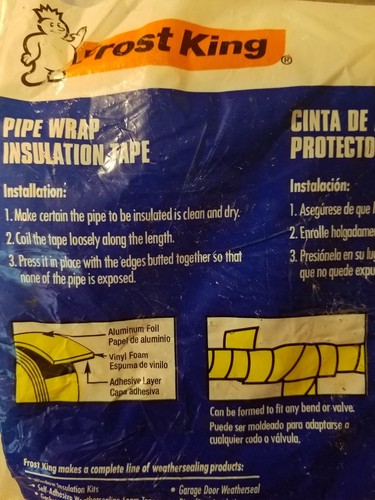 Frost King ®
PIPE WRAP
INSULATION TAPE
Installation:
1. Make certain the pipe to be insulated is clean and dry.
2. Coil the tape loosely along the length.
3. Press it in place with the edges butted together so that
none of the pipe is exposed.
CINTA DE
PROTECTO
Instalación:
1. Asegúrese de que
2. Enrolle holgadame
3. Presiónela en su lu
que no quede expu
Aluminum Foil
Papel de aluminio
Vinyl Foam
Espuma de vinilo
Adhesive Layer
Capa adhesiva
Can be formed to fit any bend or valve.
Puede ser moldeado para adaptarse a
cualquier codo o válvula.
Frost King makes a complete line of weathersealing products:
Insulation Kits
• Garage Door Weatherseal
• Self-Adhesive Weatherseal